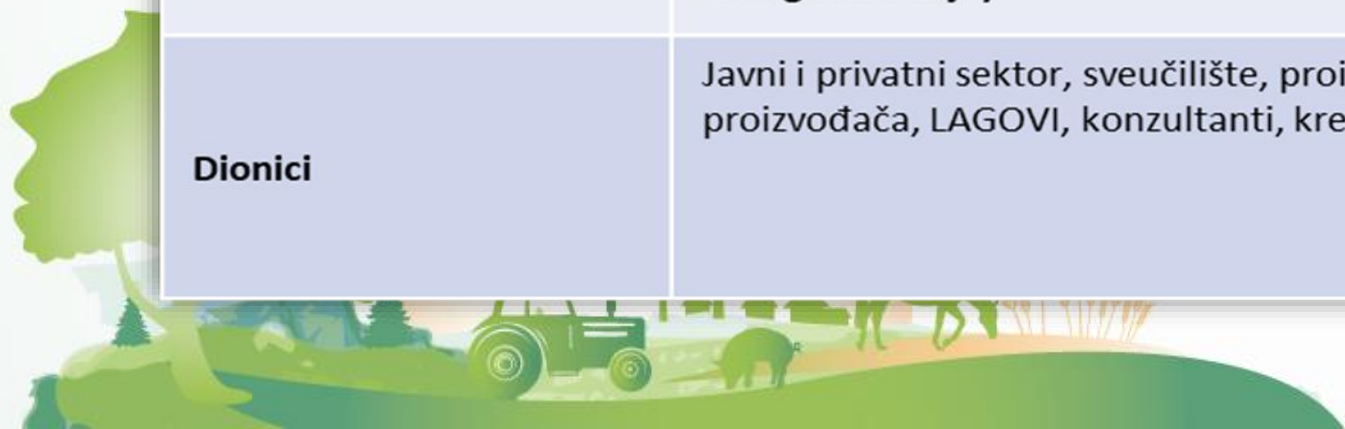 Javni i privatni sektor, sveučilište,
proizvođača, LAGOVI, konzultanti,
Dionici